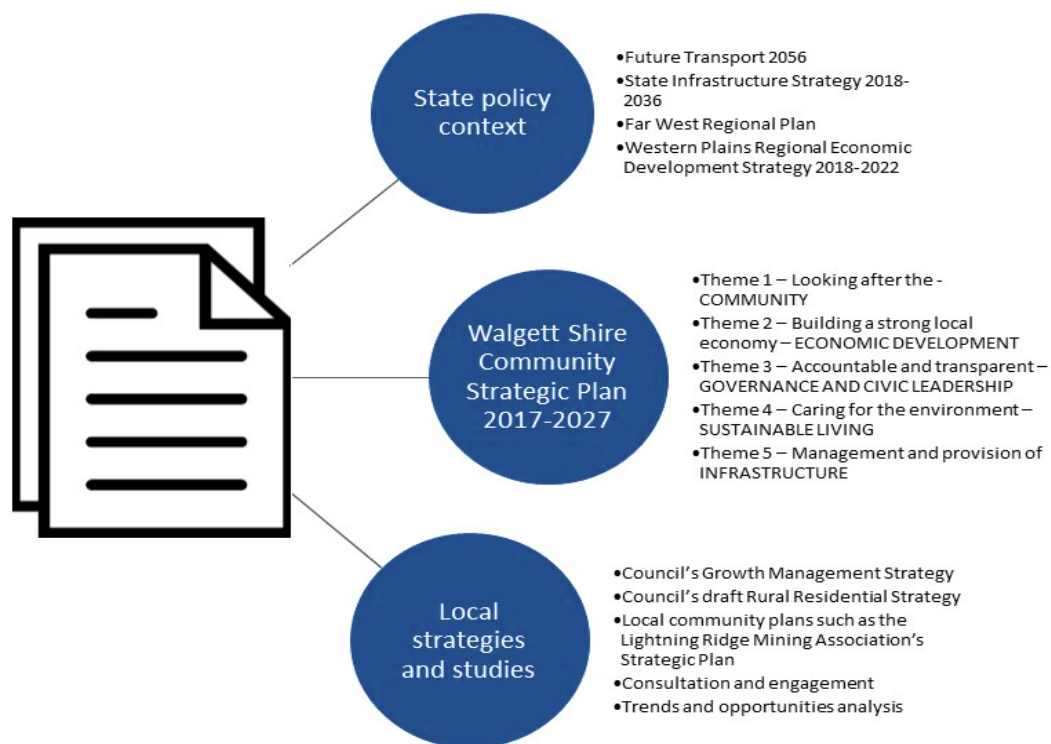 State policy
context
•Future Transport 2056
•State Infrastructure Strategy 2018-
2036
•Far West Regional Plan
•Western Plains Regional Economic
Development Strategy 2018-2022
Walgett Shire
Community
Strategic Plan
2017-2027
•Theme 1 – Looking after the -
COMMUNITY
•Theme 2 – Building a strong local
economy – ECONOMIC DEVELOPMENT
•Theme 3 – Accountable and transparent –
GOVERNANCE AND CIVIC LEADERSHIP
•Theme 4 – Caring for the environment –
SUSTAINABLE LIVING
•Theme 5 – Management and provision of
INFRASTRUCTURE
Local
strategies
and studies
•Council’s Growth Management Strategy
•Council’s draft Rural Residential Strategy
•Local community plans such as the
Lightning Ridge Mining Association’s
Strategic Plan
•Consultation and engagement
•Trends and opportunities analysis